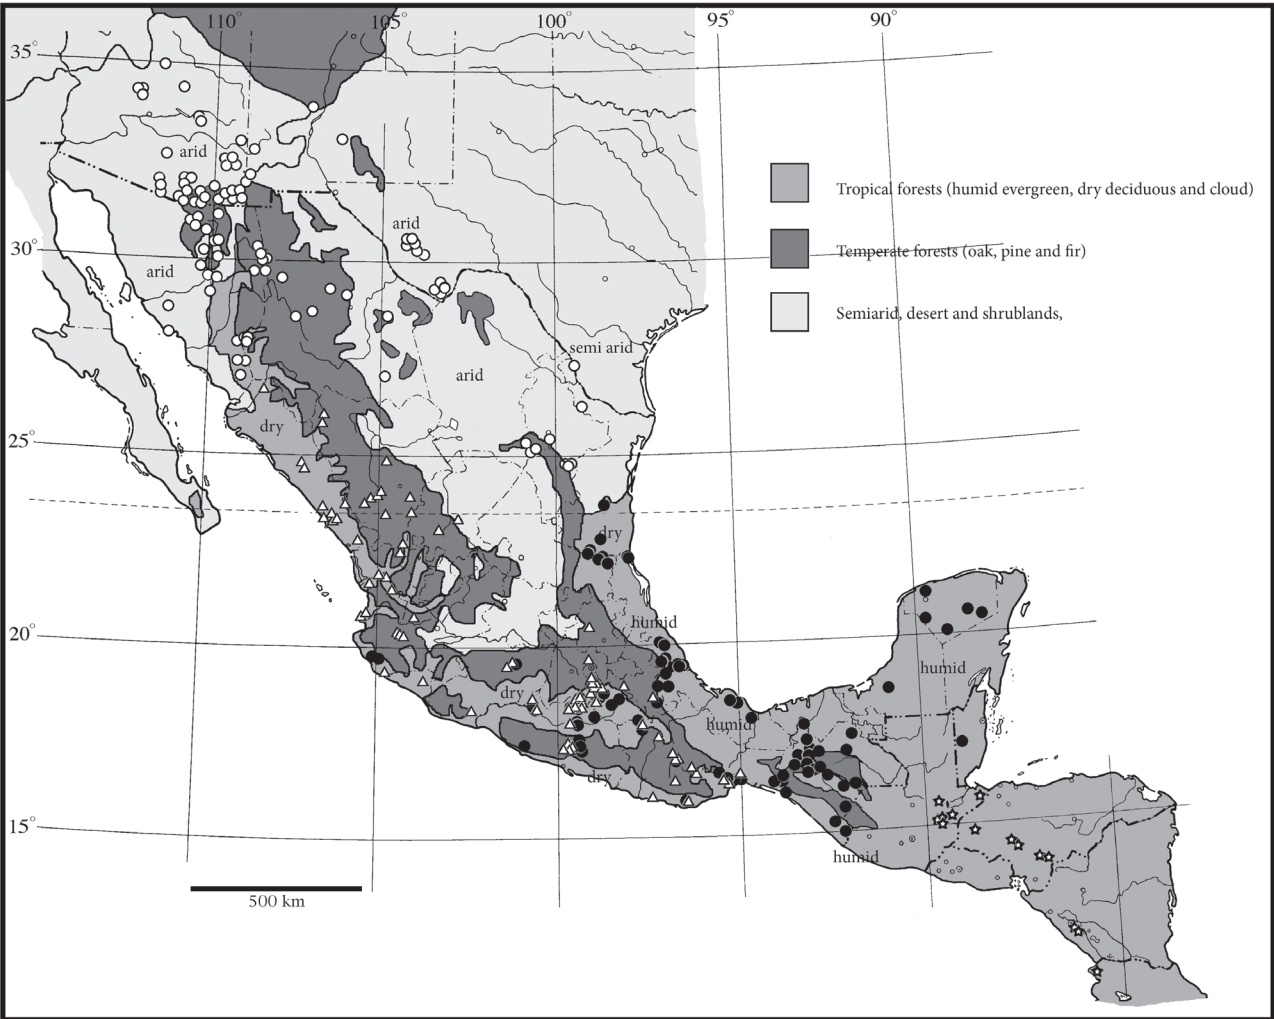 110° 105° 100° 95° 90°
35°
arid
Tropical forests (humid evergreen, dry deciduous and cloud)
arid
30°
Temperate forests (oak, pine and fir)
arid
Semiarid, desert and shrublands,
semi arid
arid
dry
25°
dry
humid
20°
humid
dry
humid
dry
15°
humid
500 km